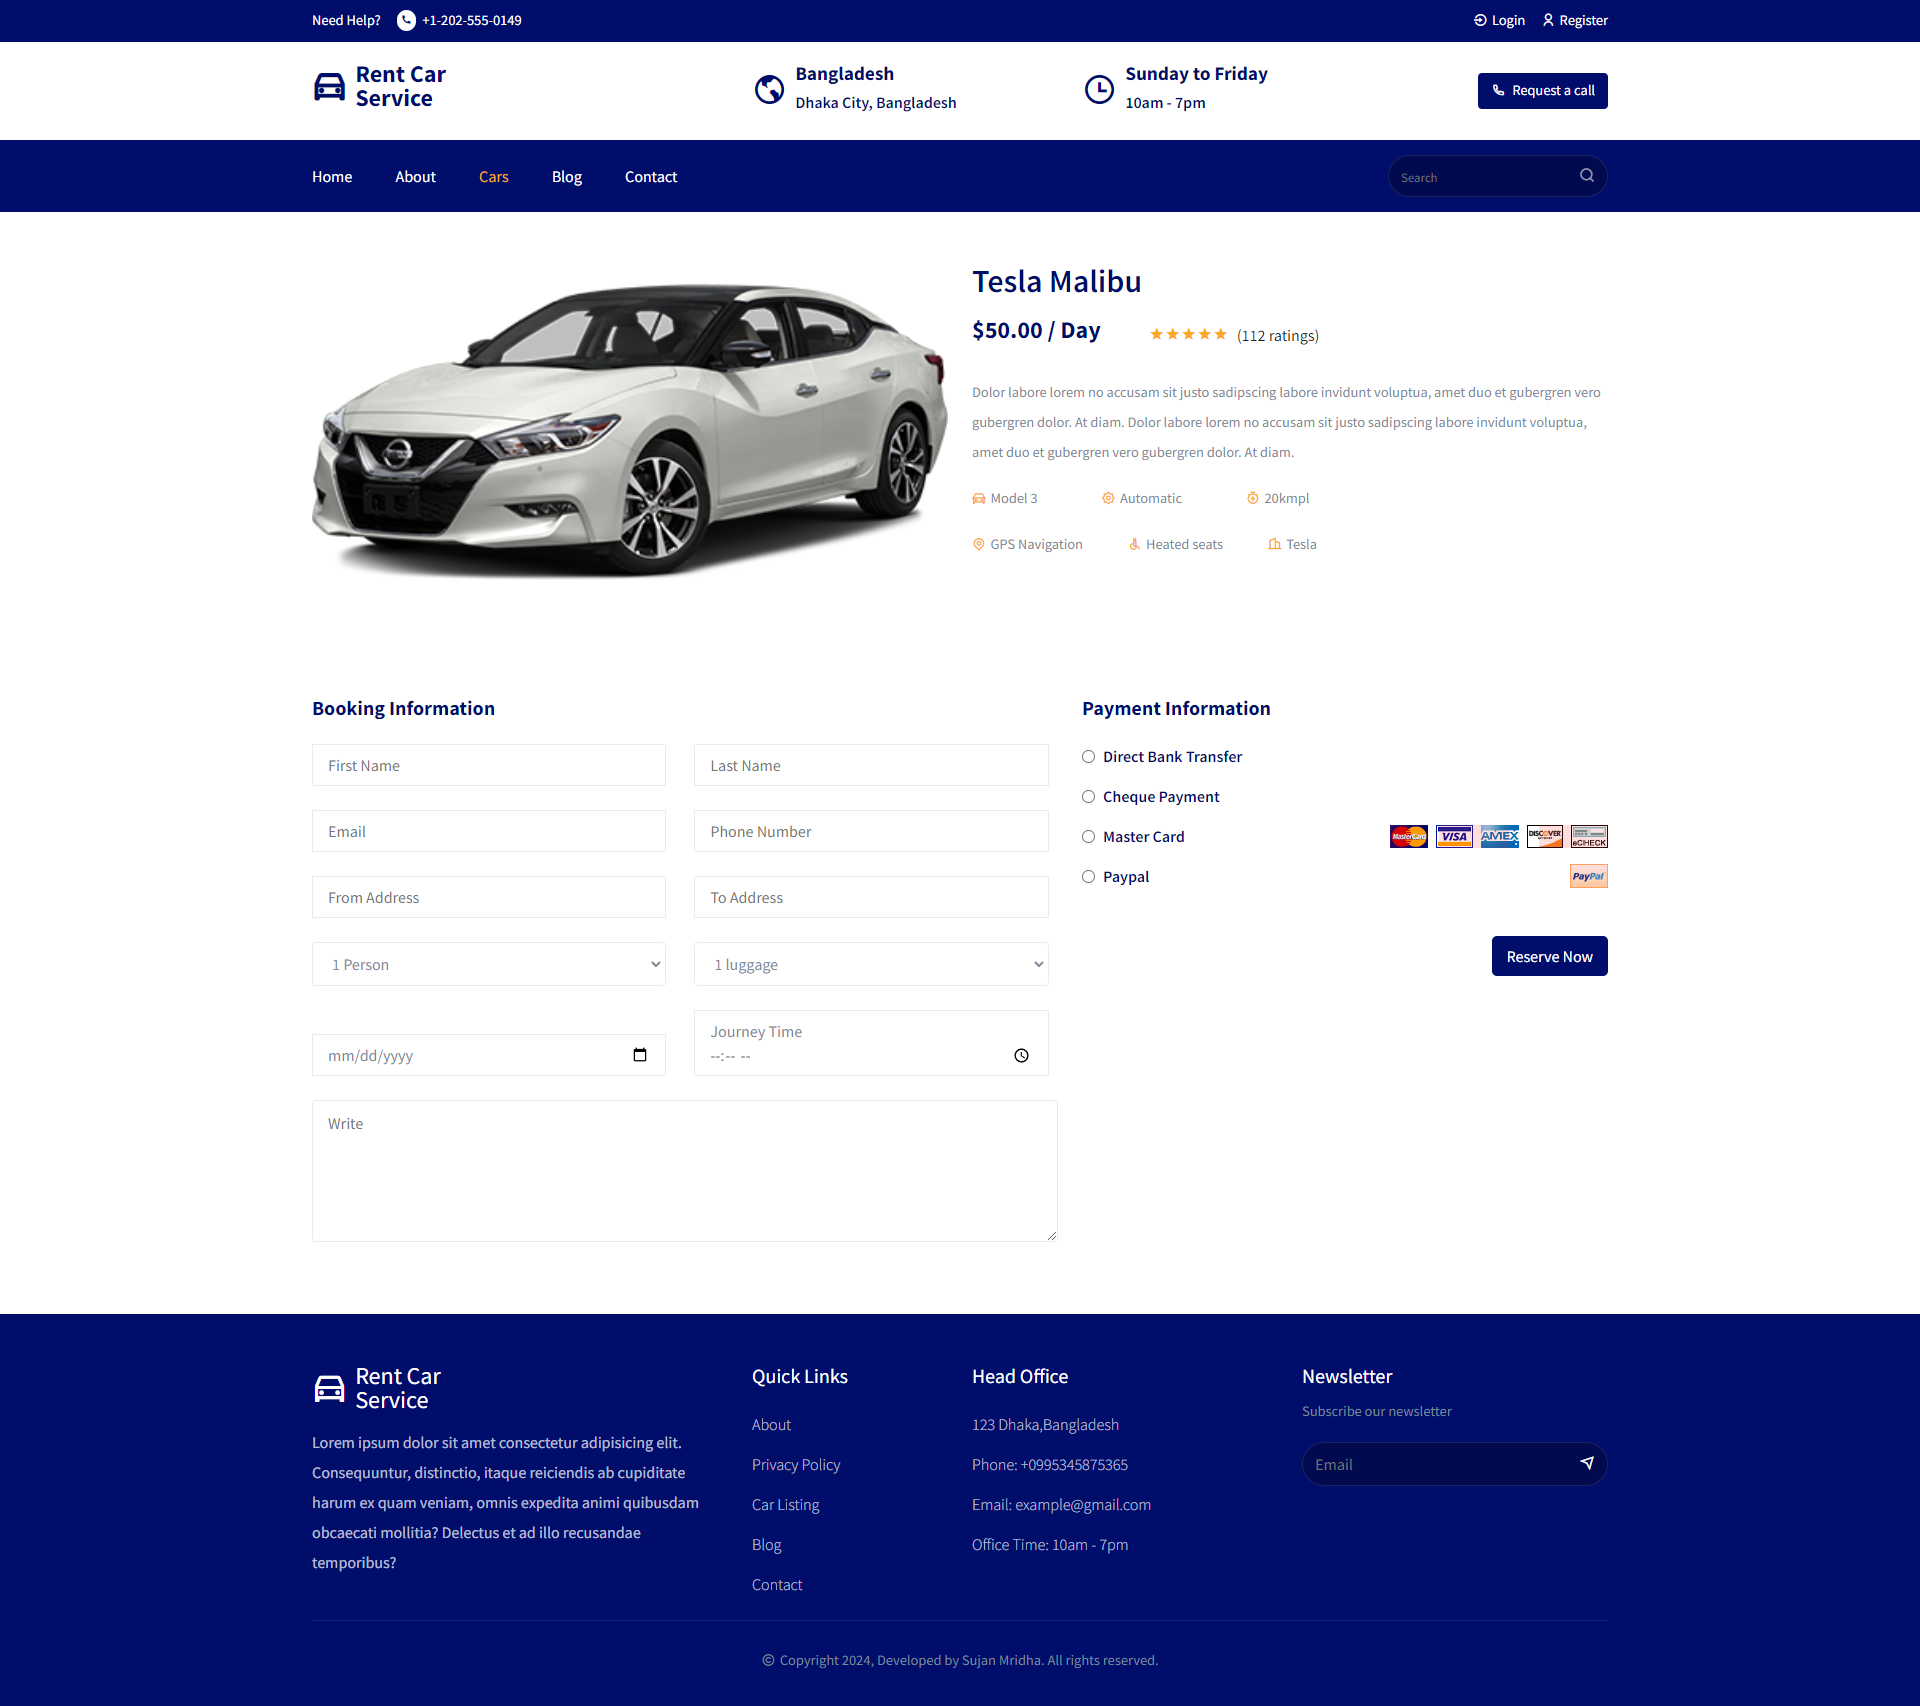 Need Help? +1-202-555-0149 Login Register
Rent Car
Service
Bangladesh
Dhaka City, Bangladesh
Sunday to Friday
10am - 7pm
Request a call
Home About Cars Blog Contact Search
Tesla Malibu
$50.00 / Day (112 ratings)
Dolor labore lorem no accusam sit justo sadipscing labore invidunt voluptua, amet duo et gubergren vero
gubergren dolor. At diam. Dolor labore lorem no accusam sit justo sadipscing labore invidunt voluptua,
amet duo et gubergren vero gubergren dolor. At diam.
Model 3 Automatic 20kmpl
GPS Navigation Heated seats Tesla
Booking Information
First Name Last Name
Email Phone Number
From Address To Address
1 Person 1 luggage
Journey Time
mm/dd/yyyy --:-- --
Write
Payment Information
Direct Bank Transfer
Cheque Payment
Master Card MasterCard VISA AMEX DISCOVER eCHECK
Paypal PayPal
Reserve Now
Rent Car
Service
Lorem ipsum dolor sit amet consectetur adipisicing elit.
Consequuntur, distinctio, itaque reiciendis ab cupiditate
harum ex quam veniam, omnis expedita animi quibusdam
obcaecati mollitia? Delectus et ad illo recusandae
temporibus?
Quick Links
About
Privacy Policy
Car Listing
Blog
Contact
Head Office
123 Dhaka,Bangladesh
Phone: +0995345875365
Email: example@gmail.com
Office Time: 10am - 7pm
Newsletter
Subscribe our newsletter
Email
© Copyright 2024, Developed by Sujan Mridha. All rights reserved.